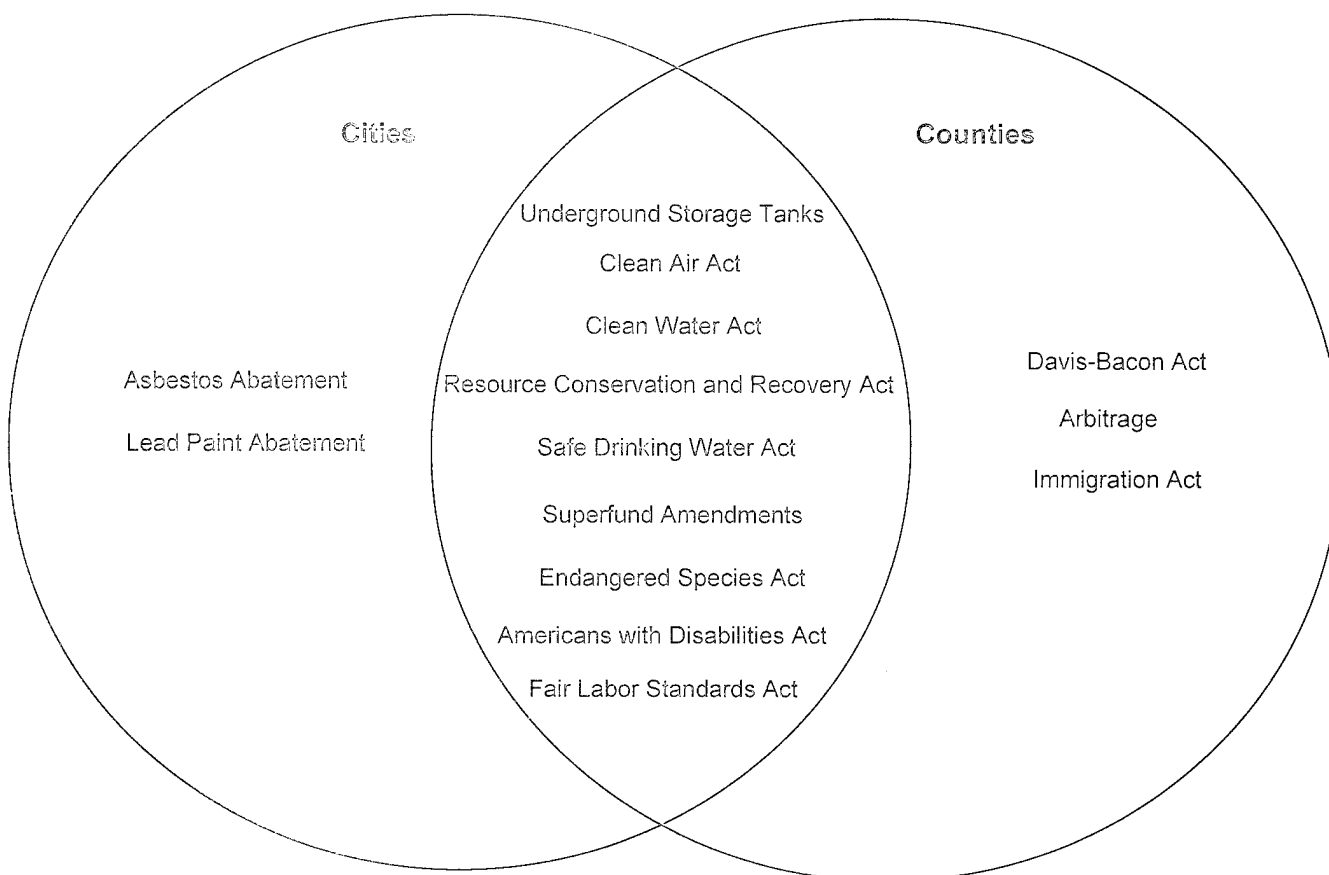 Cities
Counties
Underground Storage Tanks
Clean Air Act
Clean Water Act
Resource Conservation and Recovery Act
Safe Drinking Water Act
Superfund Amendments
Endangered Species Act
Americans with Disabilities Act
Fair Labor Standards Act
Asbestos Abatement
Lead Paint Abatement
Davis-Bacon Act
Arbitrage
Immigration Act